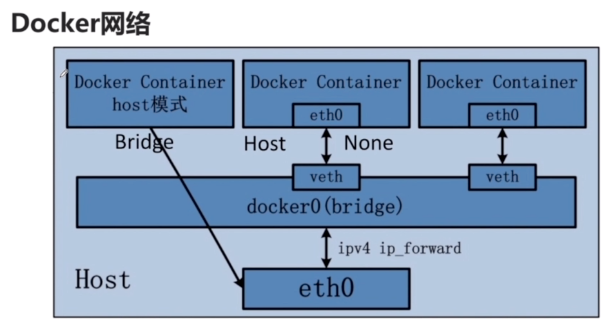 Docker网络
Docker Container
host模式
Docker Container
eth0
Docker Container
eth0
Bridge
Host
None
veth
veth
docker0(bridge)
ipv4 ip_forward
Host
eth0